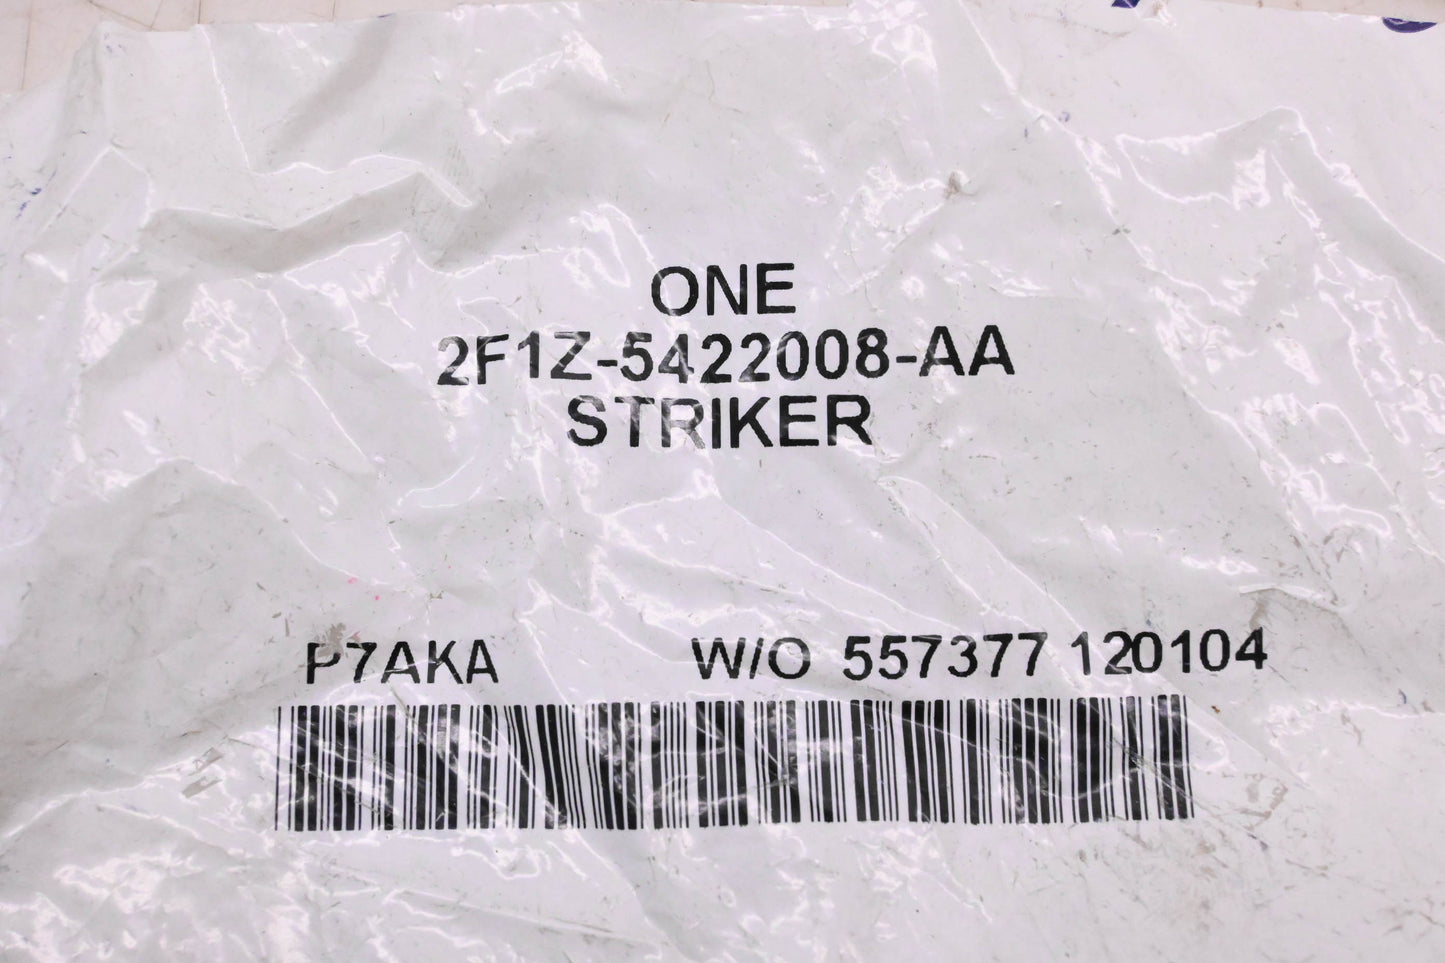 ONE
2F1Z-5422008-AA
STRIKER
P7AKA W/O 557377 120104